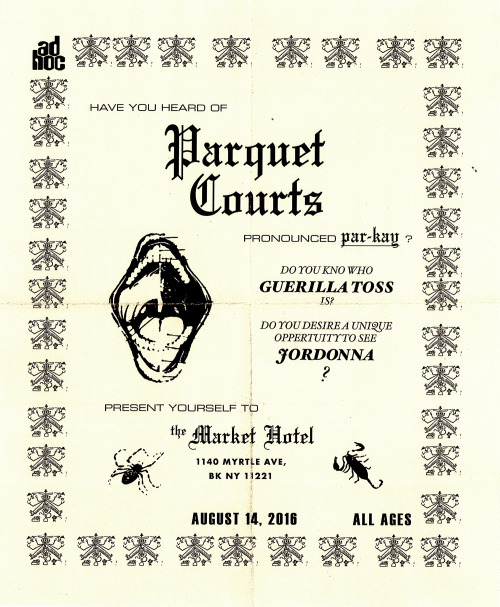 ad
hoc
HAVE YOU HEARD OF
Parquet
Courts
PRONOUNCED par-kay ?
DO YOU KNO WHO
GUERILLA TOSS
IS?
DO YOU DESIRE A UNIQUE
OPPERTUITY TO SEE
JORDONNA
?
PRESENT YOURSELF TO
the Market Hotel
1140 MYRTLE AVE,
BK NY 11221
AUGUST 14, 2016 ALL AGES